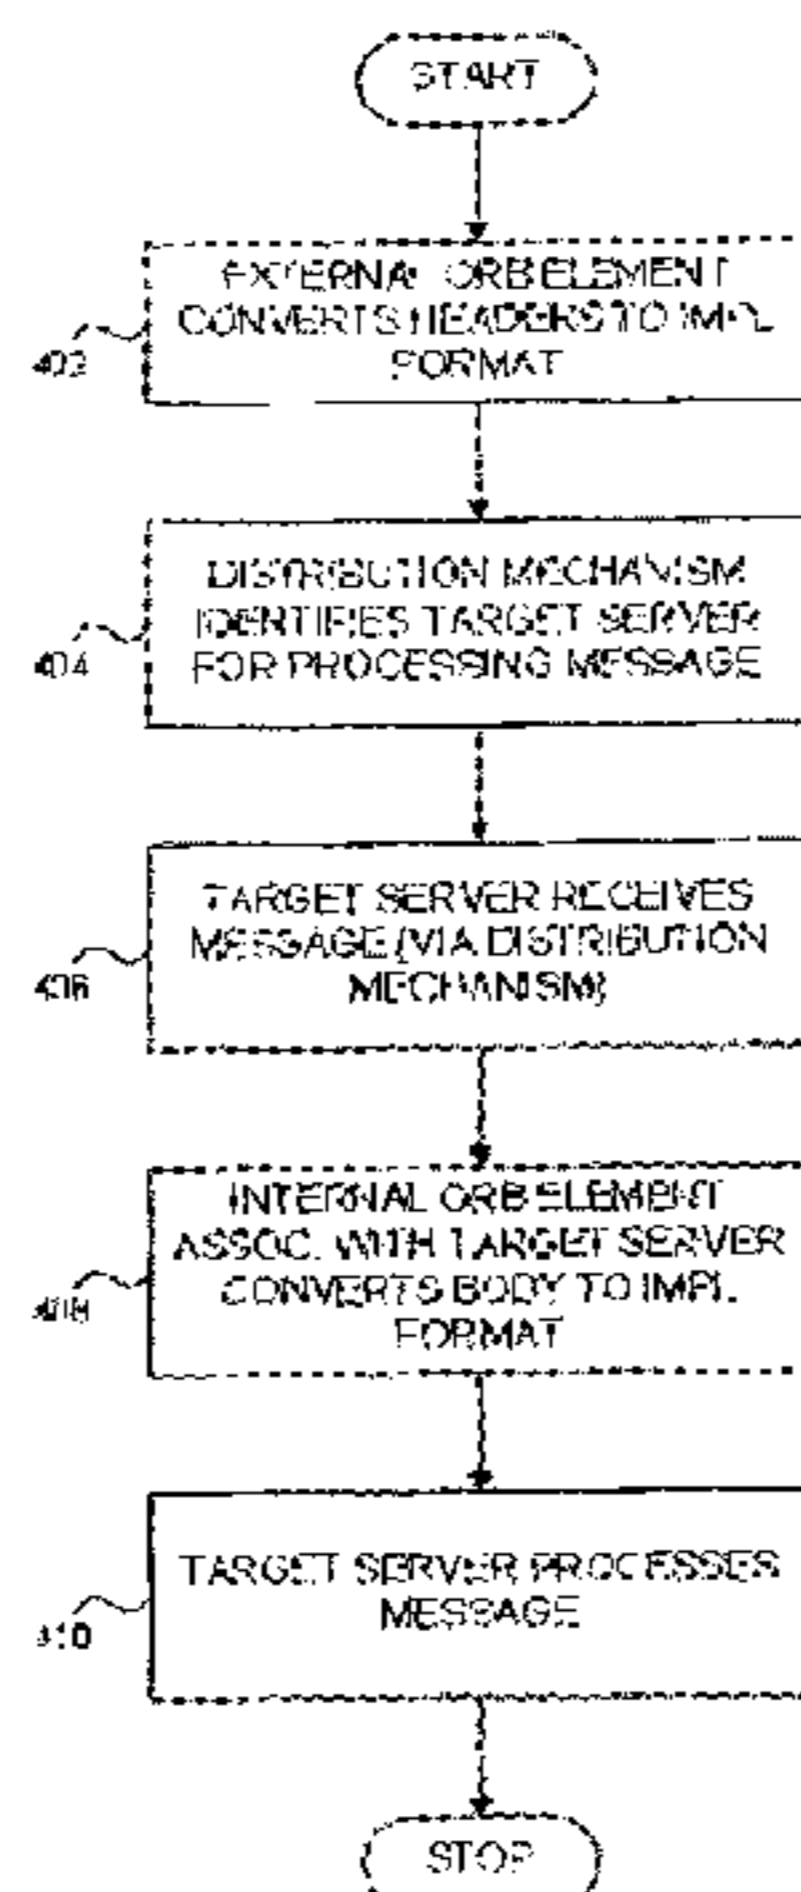 START
EXTERNAL ORB ELEMENT
CONVERTS HEADERS TO IMPL
FORMAT
402
DISTRIBUTION MECHANISM
IDENTIFIES TARGET SERVER
FOR PROCESSING MESSAGE
404
TARGET SERVER RECEIVES
MESSAGE (VIA DISTRIBUTION
MECHANISM)
406
INTERNAL ORB ELEMENT
ASSOC. WITH TARGET SERVER
CONVERTS BODY TO IMPL.
FORMAT
408
TARGET SERVER PROCESSES
MESSAGE
410
STOP